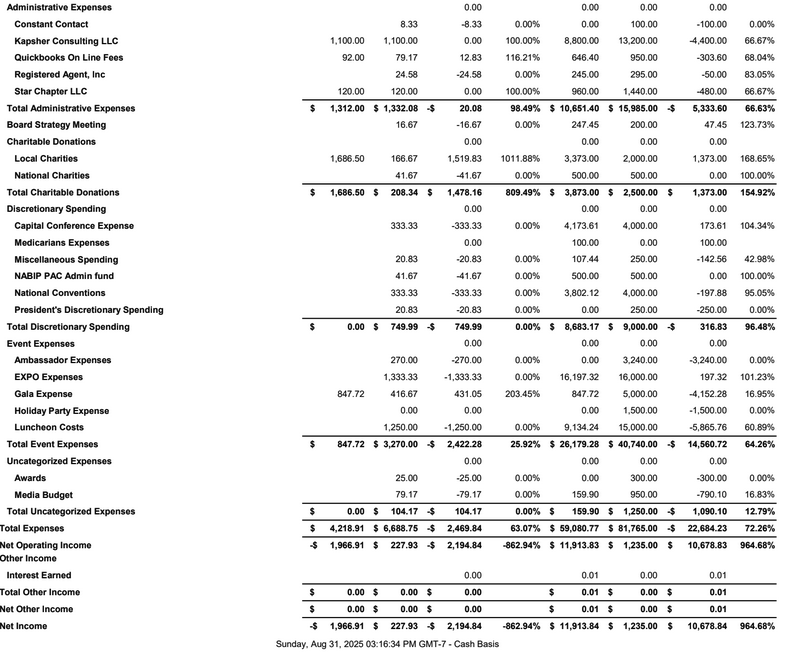 Administrative Expenses 0.00 0.00 0.00 0.00
Constant Contact 8.33 -8.33 0.00% 0.00 100.00 -100.00 0.00%
Kapsher Consulting LLC 1,100.00 1,100.00 0.00 100.00% 8,800.00 13,200.00 -4,400.00 66.67%
Quickbooks On Line Fees 92.00 79.17 12.83 116.21% 646.40 950.00 -303.60 68.04%
Registered Agent, Inc 24.58 -24.58 0.00% 245.00 295.00 -50.00 83.05%
Star Chapter LLC 120.00 120.00 0.00 100.00% 960.00 1,440.00 -480.00 66.67%
Total Administrative Expenses $ 1,312.00 $ 1,332.08 -$ 20.08 98.49% $ 10,651.40 $ 15,985.00 -$ 5,333.60 66.63%
Board Strategy Meeting 16.67 -16.67 0.00% 247.45 200.00 47.45 123.73%
Charitable Donations 0.00 0.00 0.00 0.00
Local Charities 1,686.50 166.67 1,519.83 1011.88% 3,373.00 2,000.00 1,373.00 168.65%
National Charities 41.67 -41.67 0.00% 500.00 500.00 0.00 100.00%
Total Charitable Donations $ 1,686.50 $ 208.34 $ 1,478.16 809.49% $ 3,873.00 $ 2,500.00 $ 1,373.00 154.92%
Discretionary Spending 0.00 0.00 0.00 0.00
Capital Conference Expense 333.33 -333.33 0.00% 4,173.61 4,000.00 173.61 104.34%
Medicarians Expenses 0.00 100.00 0.00 100.00
Miscellaneous Spending 20.83 -20.83 0.00% 107.44 250.00 -142.56 42.98%
NABIP PAC Admin fund 41.67 -41.67 0.00% 500.00 500.00 0.00 100.00%
National Conventions 333.33 -333.33 0.00% 3,802.12 4,000.00 -197.88 95.05%
President's Discretionary Spending 20.83 -20.83 0.00% 0.00 250.00 -250.00 0.00%
Total Discretionary Spending $ 0.00 $ 749.99 -$ 749.99 0.00% $ 8,683.17 $ 9,000.00 -$ 316.83 96.48%
Event Expenses 0.00 0.00 0.00 0.00
Ambassador Expenses 270.00 -270.00 0.00% 0.00 3,240.00 -3,240.00 0.00%
EXPO Expenses 1,333.33 -1,333.33 0.00% 16,197.32 16,000.00 197.32 101.23%
Gala Expense 847.72 416.67 431.05 203.45% 847.72 5,000.00 -4,152.28 16.95%
Holiday Party Expense 0.00 0.00 0.00 1,500.00 -1,500.00 0.00%
Luncheon Costs 1,250.00 -1,250.00 0.00% 9,134.24 15,000.00 -5,865.76 60.89%
Total Event Expenses $ 847.72 $ 3,270.00 -$ 2,422.28 25.92% $ 26,179.28 $ 40,740.00 -$ 14,560.72 64.26%
Uncategorized Expenses 0.00 0.00 0.00 0.00
Awards 25.00 -25.00 0.00% 0.00 300.00 -300.00 0.00%
Media Budget 79.17 -79.17 0.00% 159.90 950.00 -790.10 16.83%
Total Uncategorized Expenses $ 0.00 $ 104.17 -$ 104.17 0.00% $ 159.90 $ 1,250.00 -$ 1,090.10 12.79%
Total Expenses $ 4,218.91 $ 6,688.75 -$ 2,469.84 63.07% $ 59,080.77 $ 81,765.00 -$ 22,684.23 72.26%
Net Operating Income -$ 1,966.91 $ 227.93 -$ 2,194.84 -862.94% $ 11,913.83 $ 1,235.00 $ 10,678.83 964.68%
Other Income
Interest Earned 0.00 0.01 0.00 0.01
Total Other Income $ 0.00 $ 0.00 $ 0.00 $ 0.01 $ 0.00 $ 0.01
Net Other Income $ 0.00 $ 0.00 $ 0.00 $ 0.01 $ 0.00 $ 0.01
Net Income -$ 1,966.91 $ 227.93 -$ 2,194.84 -862.94% $ 11,913.84 $ 1,235.00 $ 10,678.84 964.68%
Sunday, Aug 31, 2025 03:16:34 PM GMT-7 - Cash Basis